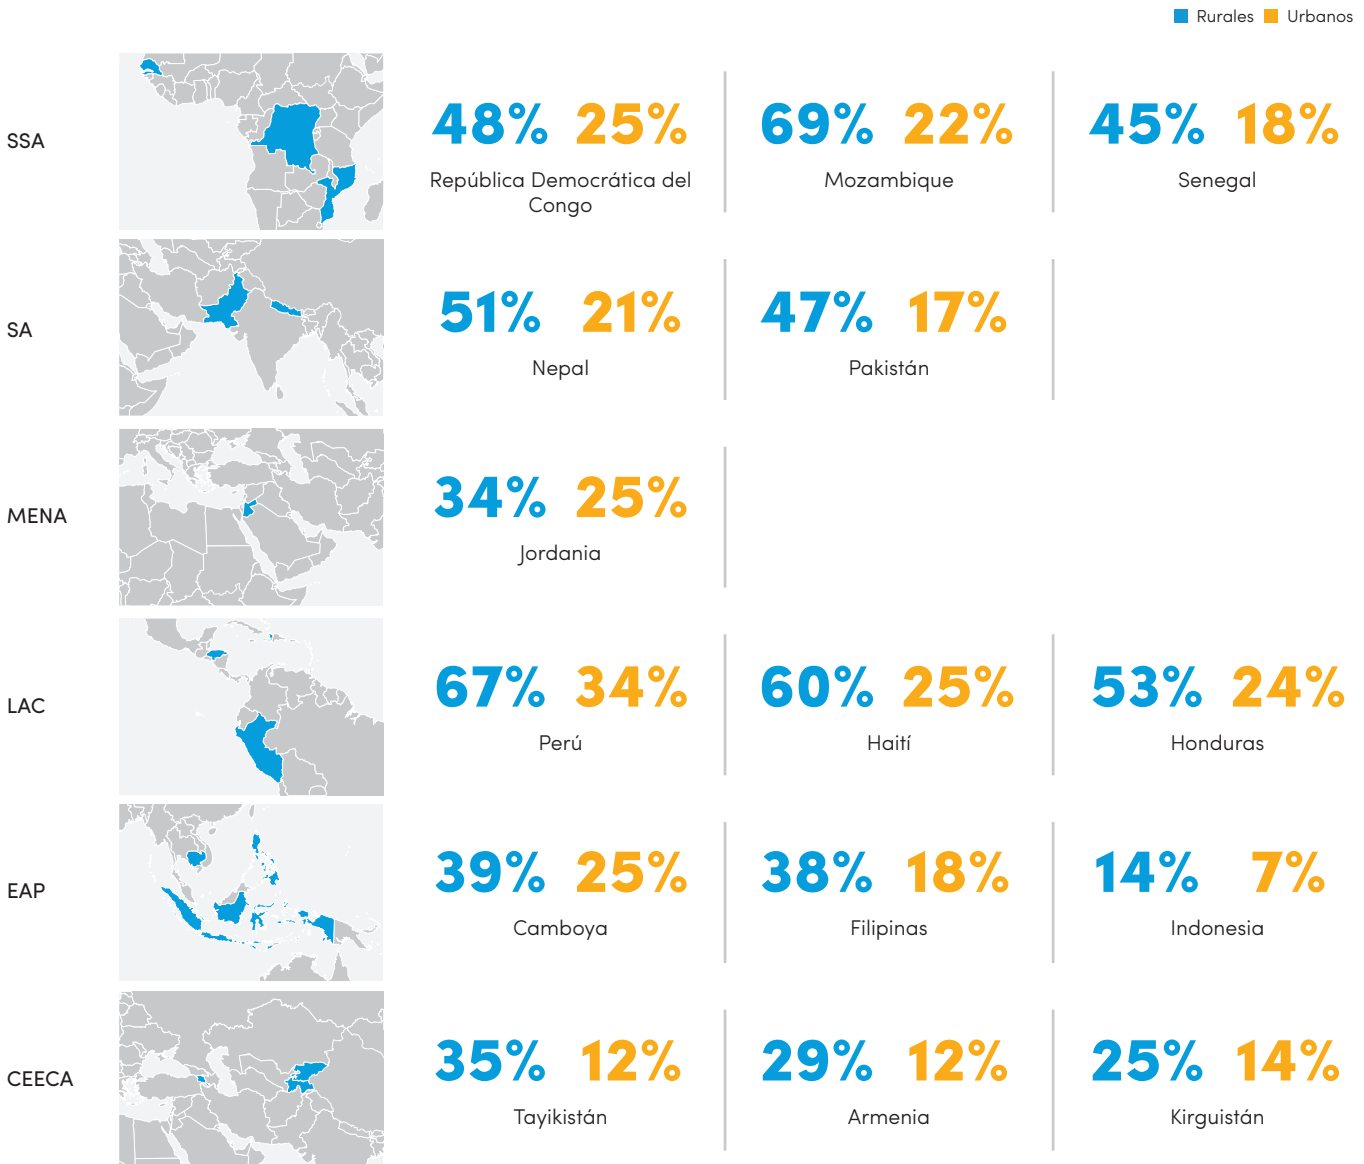 Rurales Urbanos
SSA
48% 25%
República Democrática del
Congo
69% 22%
Mozambique
45% 18%
Senegal
SA
51% 21%
Nepal
47% 17%
Pakistán
MENA
34% 25%
Jordania
LAC
67% 34%
Perú
60% 25%
Haití
53% 24%
Honduras
EAP
39% 25%
Camboya
38% 18%
Filipinas
14% 7%
Indonesia
CEECA
35% 12%
Tayikistán
29% 12%
Armenia
25% 14%
Kirguistán